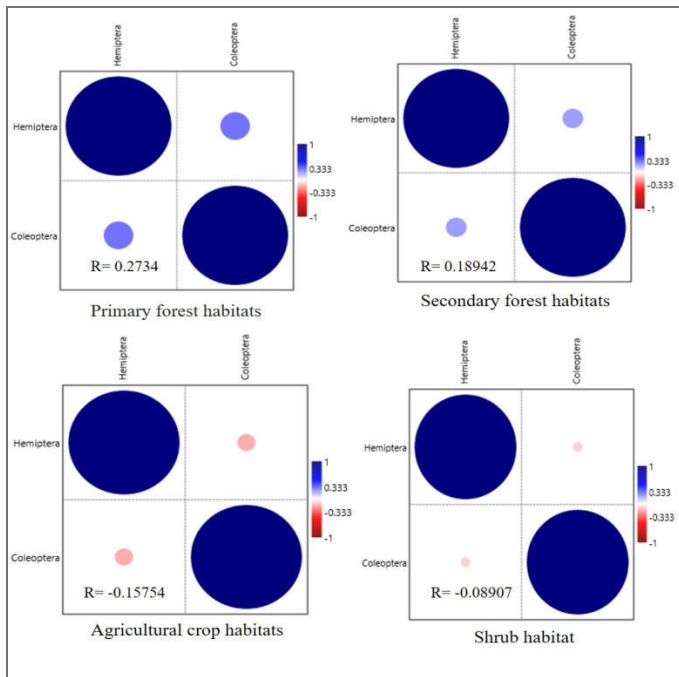 Hemiptera
Coleoptera
Hemiptera
Coleoptera
1
0.333
-0.333
-1
R= 0.2734
Primary forest habitats
Hemiptera
Coleoptera
Hemiptera
Coleoptera
1
0.333
-0.333
-1
R= 0.18942
Secondary forest habitats
Hemiptera
Coleoptera
Hemiptera
Coleoptera
1
0.333
-0.333
-1
R= -0.15754
Agricultural crop habitats
Hemiptera
Coleoptera
Hemiptera
Coleoptera
1
0.333
-0.333
-1
R= -0.08907
Shrub habitat